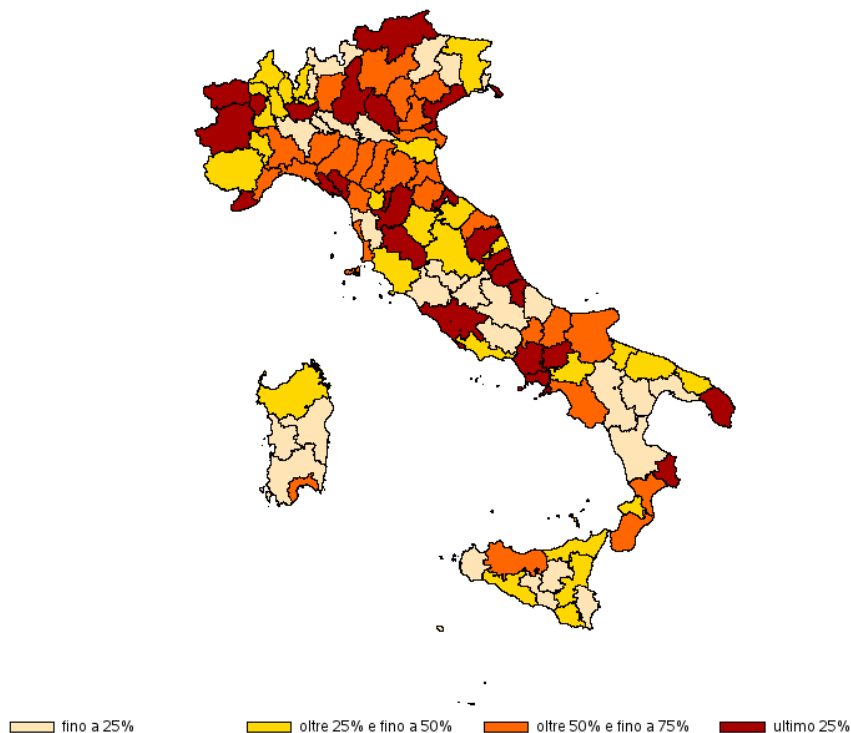 fino a 25%
oltre 25% e fino a 50%
oltre 50% e fino a 75%
ultimo 25%